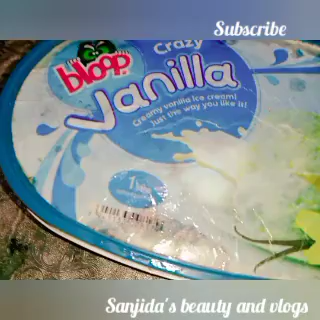 Subscribe
Crazy
bloop
Vanilla
Creamy vanilla ice cream!
Just the way you like it!
Sanjida's beauty and vlogs